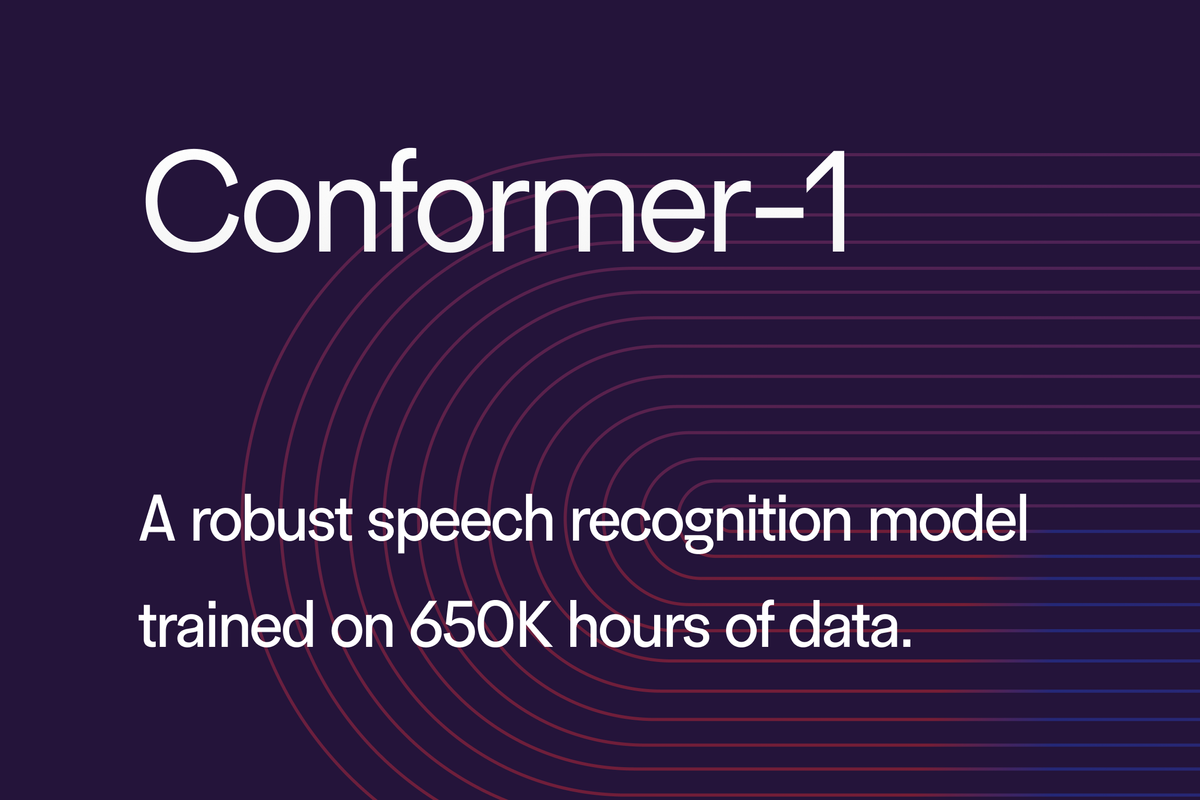 Conformer-1
A robust speech recognition model
trained on 650K hours of data.